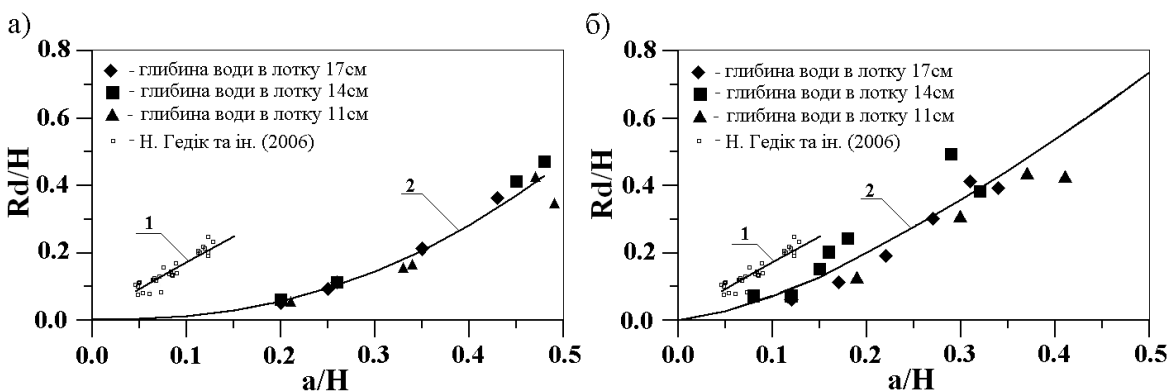 а)
Rd/H
0.8
0.6
0.4
0.2
0.0
- глибина води в лотку 17см
- глибина води в лотку 14см
- глибина води в лотку 11см
- Н. Гедік та ін. (2006)
1
2
0.0 0.1 0.2 0.3 0.4 0.5
a/H
б)
Rd/H
0.8
0.6
0.4
0.2
0.0
- глибина води в лотку 17см
- глибина води в лотку 14см
- глибина води в лотку 11см
- Н. Гедік та ін. (2006)
1
2
0.0 0.1 0.2 0.3 0.4 0.5
a/H